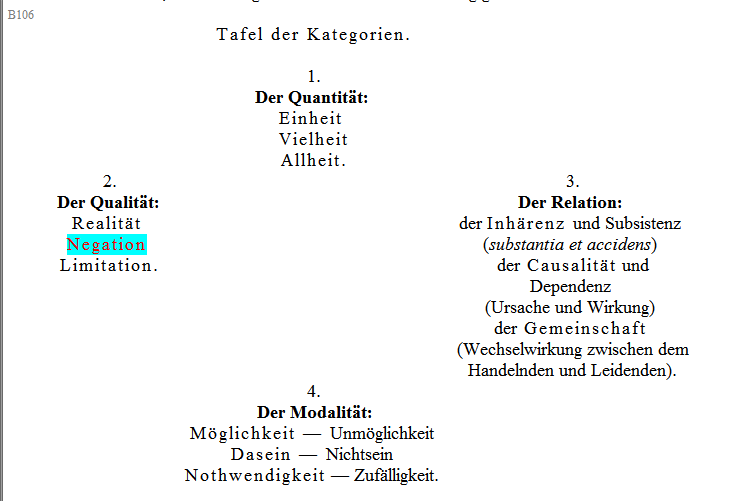 B106
Tafel der Kategorien.
1.
Der Quantität:
Einheit
Vielheit
Allheit.
2.
Der Qualität:
Realität
Negation
Limitation.
3.
Der Relation:
der Inhärenz und Subsistenz
(substantia et accidens)
der Causalität und
Dependenz
(Ursache und Wirkung)
der Gemeinschaft
(Wechselwirkung zwischen dem
Handelnden und Leidenden).
4.
Der Modalität:
Möglichkeit — Unmöglichkeit
Dasein — Nichtsein
Nothwendigkeit — Zufälligkeit.